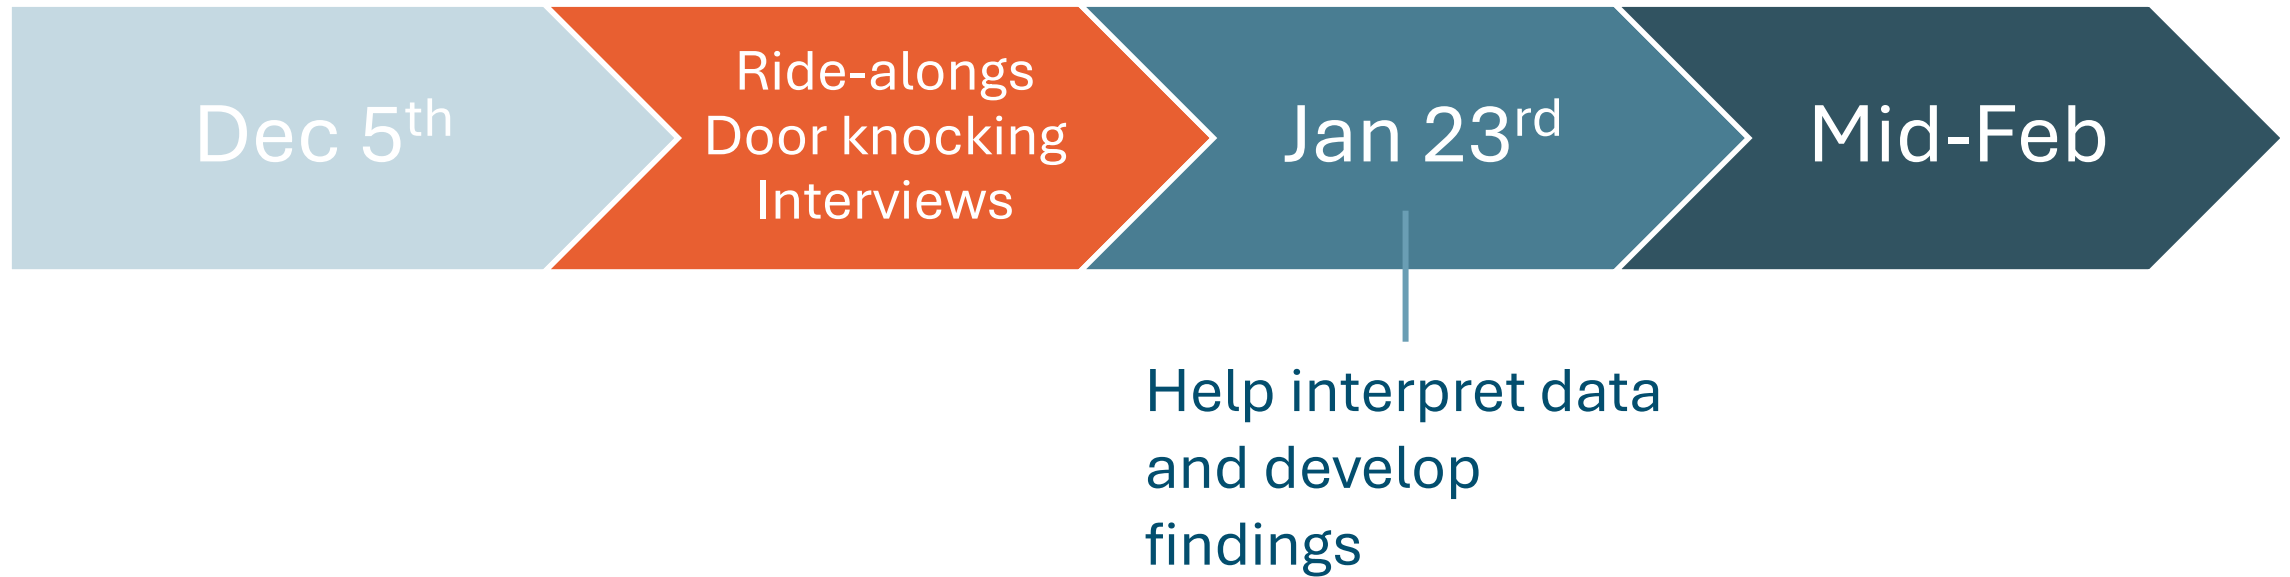 Dec 5th
Ride-alongs
Door knocking
Interviews
Jan 23rd
Mid-Feb
Help interpret data
and develop
findings